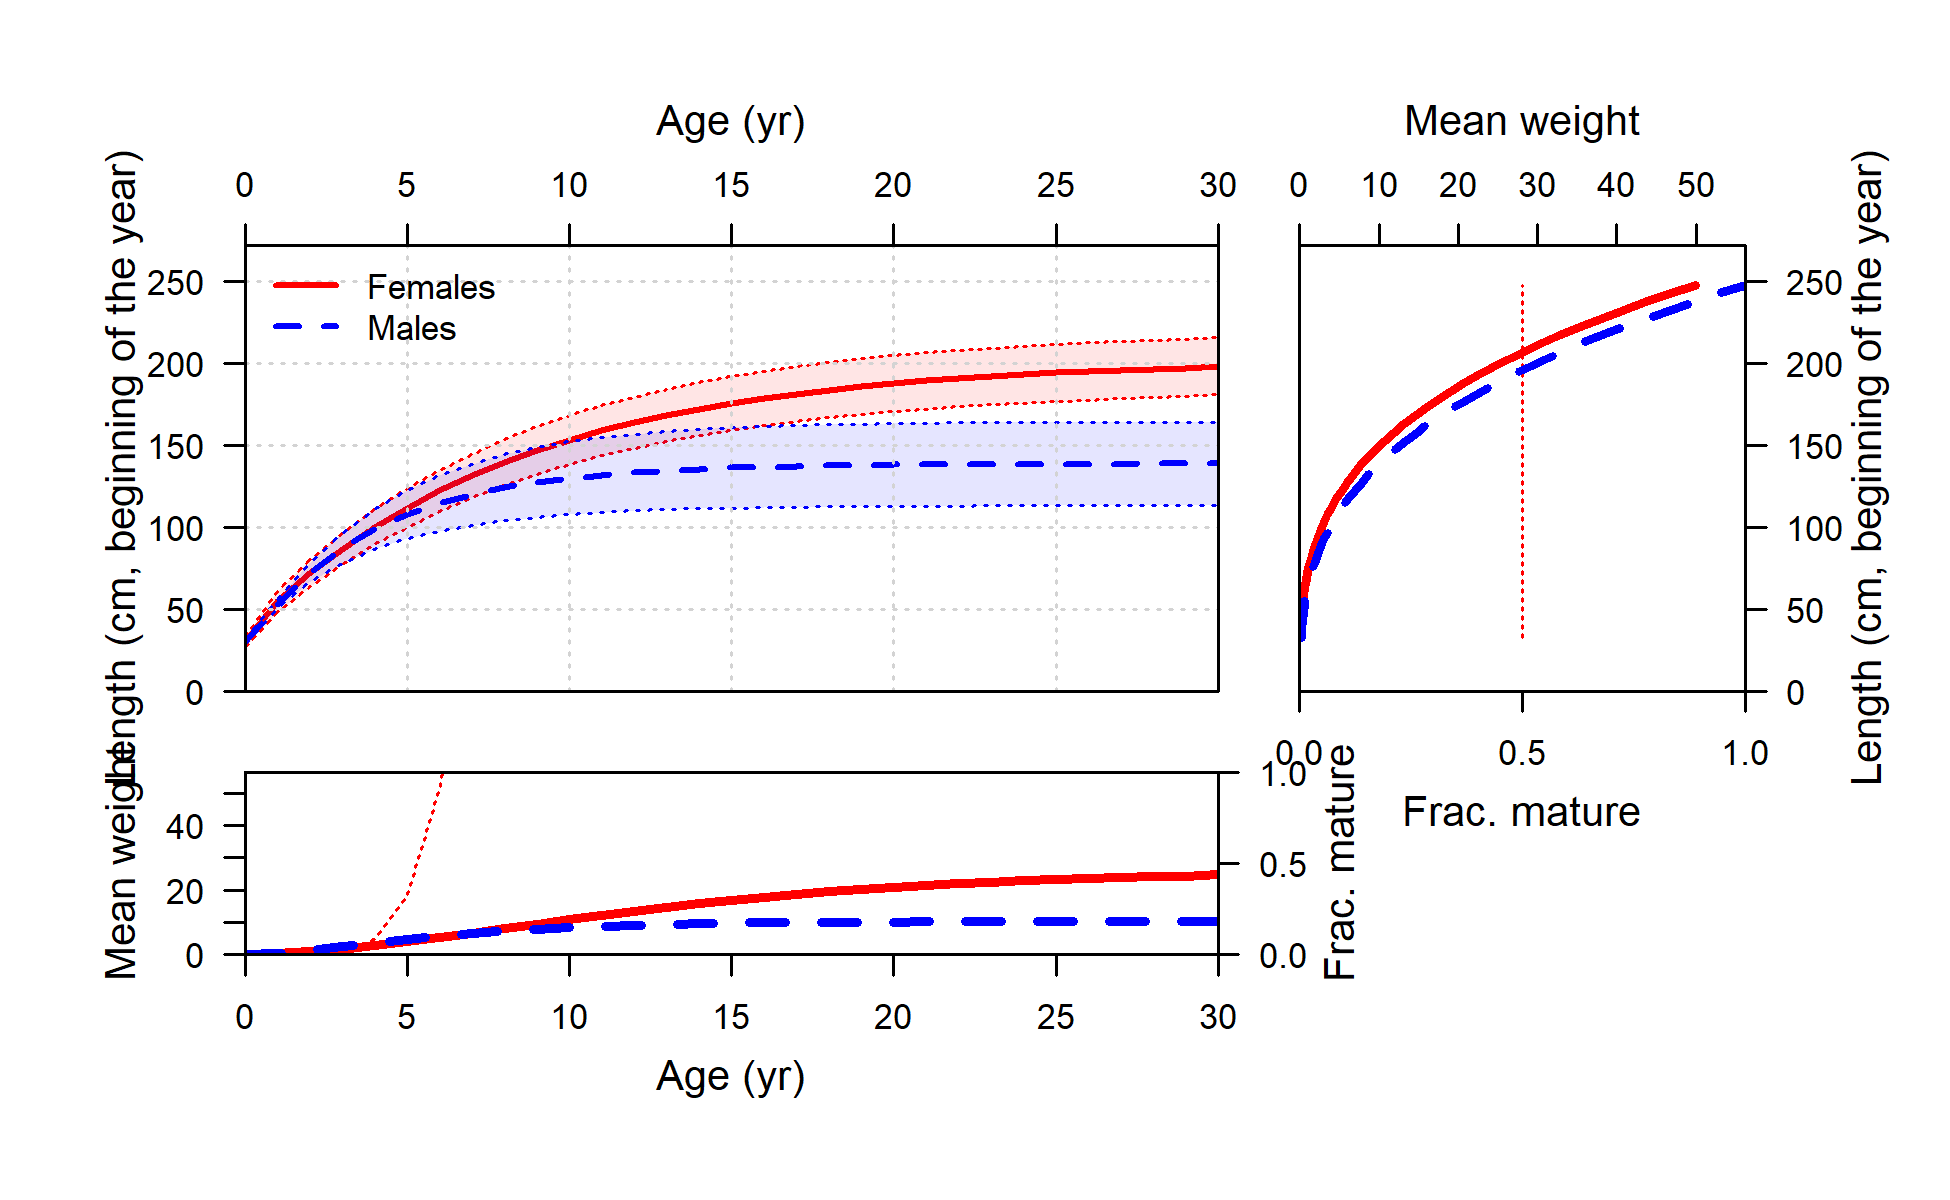 Age (yr)
0 5 10 15 20 25 30
Mean weight
0 10 20 30 40 50
Length (cm, beginning of the year)
250
200
150
100
50
0
Females
Males
250
200
150
100
50
0
Length (cm, beginning of the year)
0.0 0.5 1.0
Frac. mature
Mean weight
40
20
0
1.0
0.5
0.0
Frac. mature
0 5 10 15 20 25 30
Age (yr)